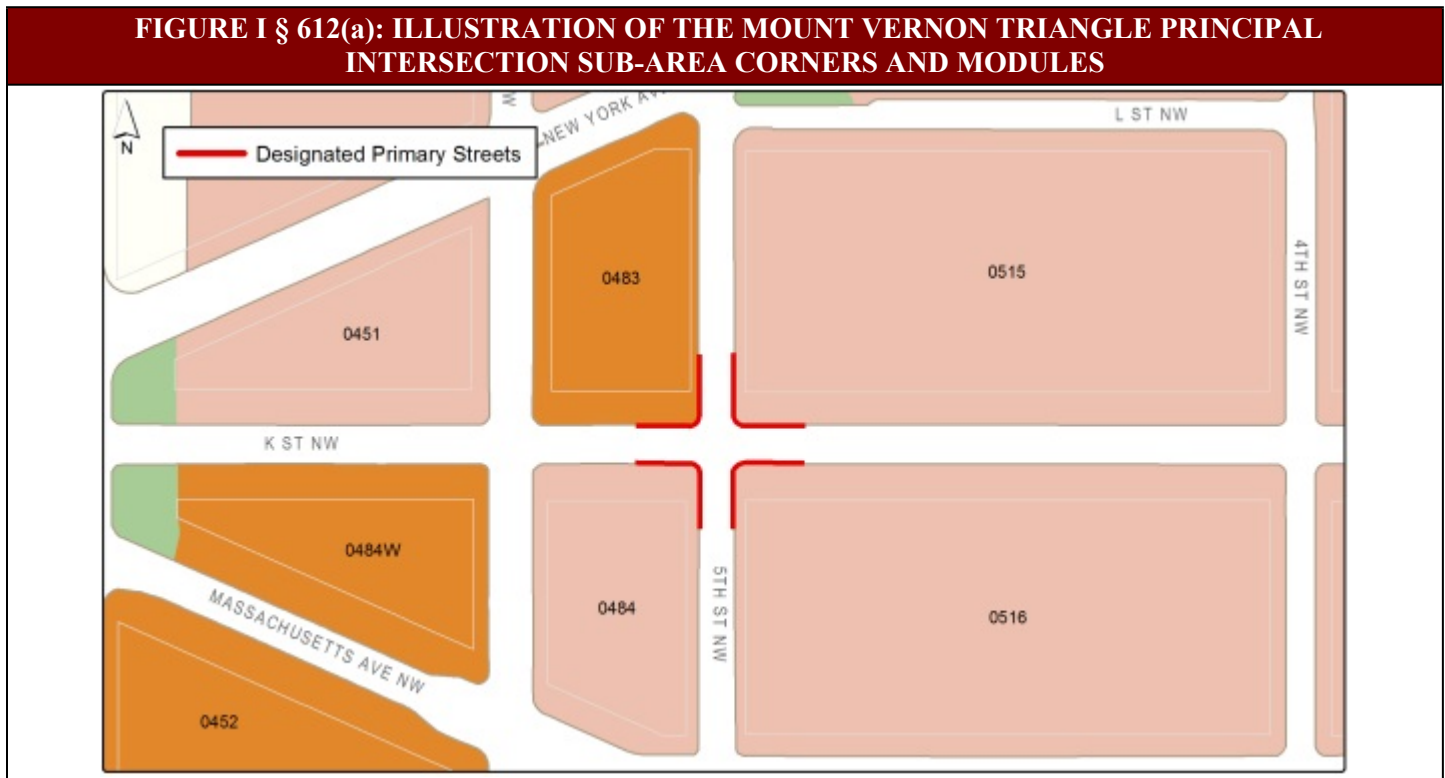 FIGURE I § 612(a): ILLUSTRATION OF THE MOUNT VERNON TRIANGLE PRINCIPAL
INTERSECTION SUB-AREA CORNERS AND MODULES
N
Designated Primary Streets
NEW YORK AVE
W
L ST NW
0483
0515
4TH ST NW
0451
K ST NW
0484W
MASSACHUSETTS AVE NW
0484
5TH ST NW
0516
0452